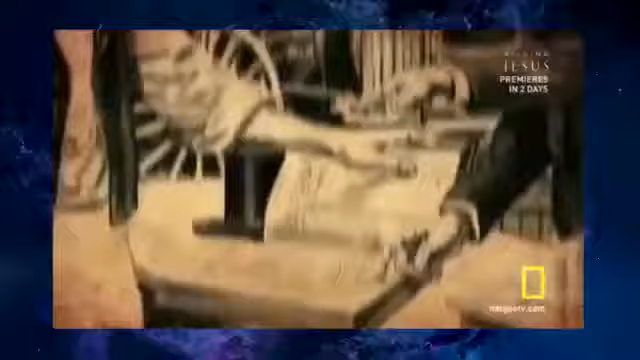 KILLING
JESUS
PREMIERES
IN 2 DAYS
natgeotv.com